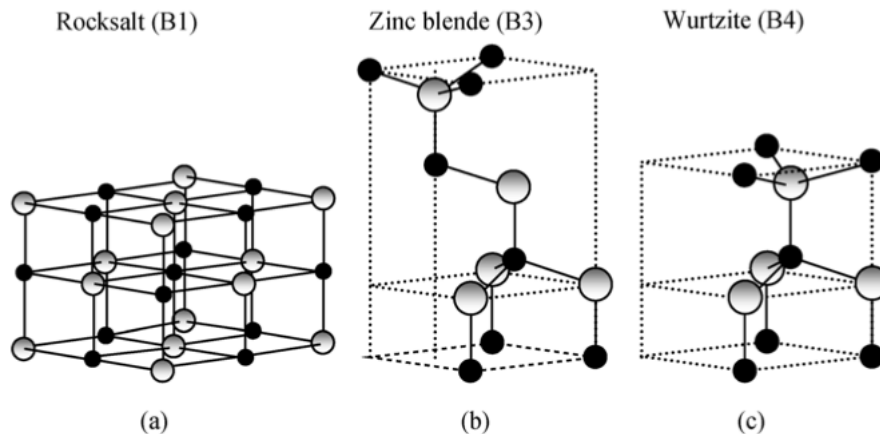 Rocksalt (B1)
Zinc blende (B3)
Wurtzite (B4)
(a)
(b)
(c)